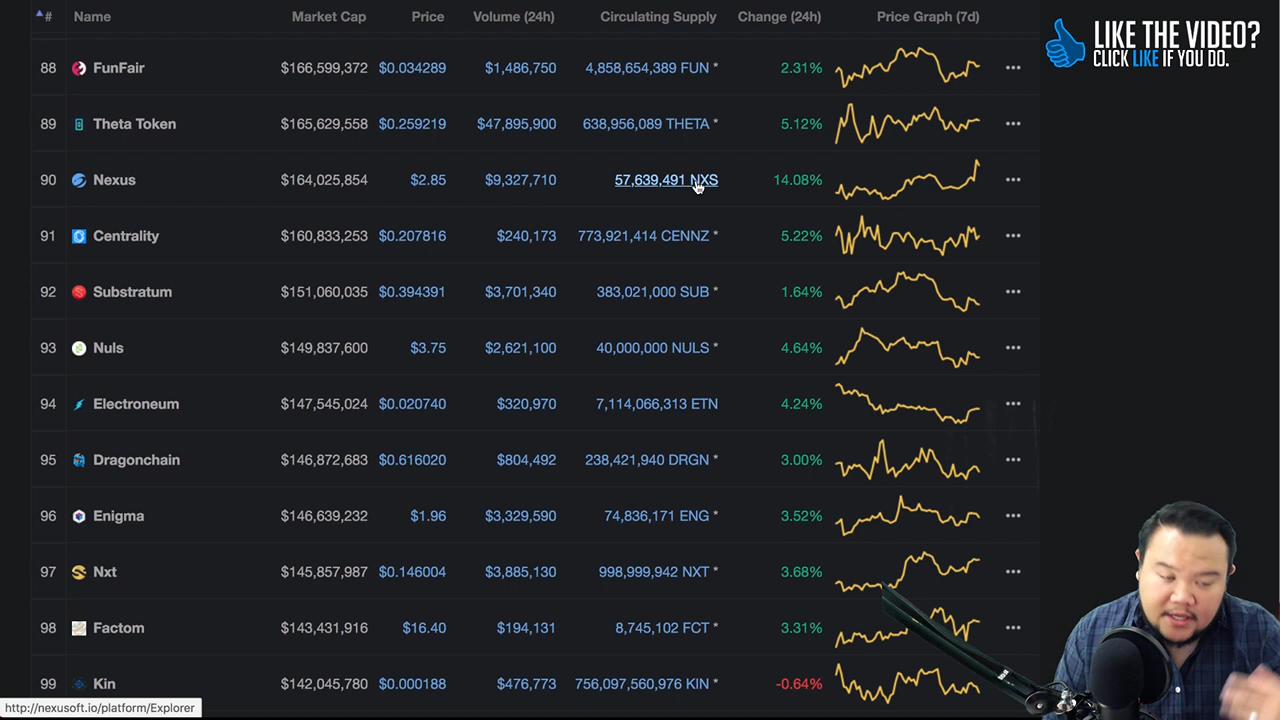 # Name Market Cap Price Volume (24h) Circulating Supply Change (24h) Price Graph (7d)
LIKE THE VIDEO?
CLICK LIKE IF YOU DO.
88 FunFair $166,599,372 $0.034289 $1,486,750 4,858,654,389 FUN * 2.31%
89 Theta Token $165,629,558 $0.259219 $47,895,900 638,956,089 THETA * 5.12%
90 Nexus $164,025,854 $2.85 $9,327,710 57,639,491 NXS 14.08%
91 Centrality $160,833,253 $0.207816 $240,173 773,921,414 CENNZ * 5.22%
92 Substratum $151,060,035 $0.394391 $3,701,340 383,021,000 SUB * 1.64%
93 Nuls $149,837,600 $3.75 $2,621,100 40,000,000 NULS * 4.64%
94 Electroneum $147,545,024 $0.020740 $320,970 7,114,066,313 ETN 4.24%
95 Dragonchain $146,872,683 $0.616020 $804,492 238,421,940 DRGN * 3.00%
96 Enigma $146,639,232 $1.96 $3,329,590 74,836,171 ENG * 3.52%
97 Nxt $145,857,987 $0.146004 $3,885,130 998,999,942 NXT * 3.68%
98 Factom $143,431,916 $16.40 $194,131 8,745,102 FCT * 3.31%
99 Kin $142,045,780 $0.000188 $476,773 756,097,560,976 KIN * -0.64%
http://nexusoft.io/platform/Explorer